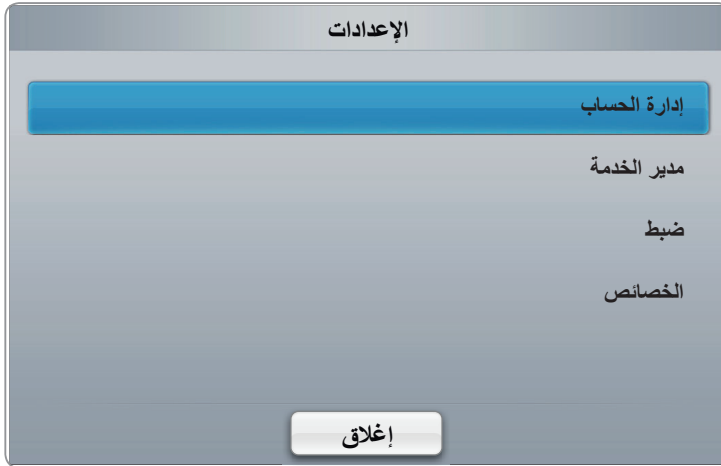 الإعدادات
إدارة الحساب
مدير الخدمة
ضبط
الخصائص
إغلاق